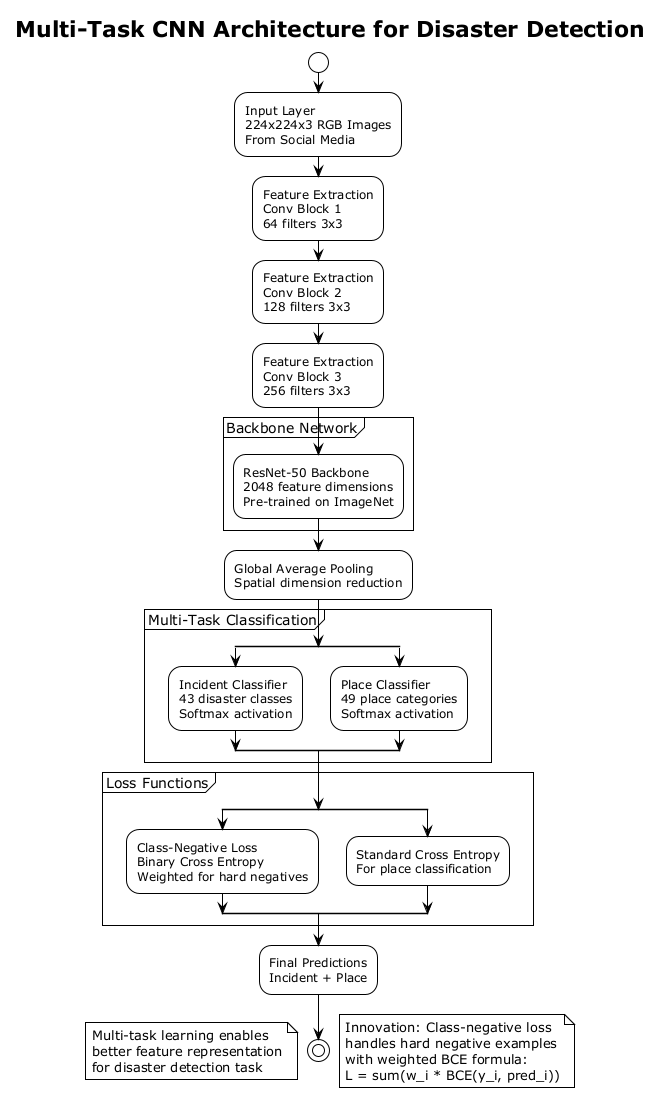 Multi-Task CNN Architecture for Disaster Detection
Input Layer
224x224x3 RGB Images
From Social Media
Feature Extraction
Conv Block 1
64 filters 3x3
Feature Extraction
Conv Block 2
128 filters 3x3
Feature Extraction
Conv Block 3
256 filters 3x3
Backbone Network
ResNet-50 Backbone
2048 feature dimensions
Pre-trained on ImageNet
Global Average Pooling
Spatial dimension reduction
Multi-Task Classification
Incident Classifier
43 disaster classes
Softmax activation
Place Classifier
49 place categories
Softmax activation
Loss Functions
Class-Negative Loss
Binary Cross Entropy
Weighted for hard negatives
Standard Cross Entropy
For place classification
Final Predictions
Incident + Place
Multi-task learning enables
better feature representation
for disaster detection task
Innovation: Class-negative loss
handles hard negative examples
with weighted BCE formula:
L = sum(w_i * BCE(y_i, pred_i))